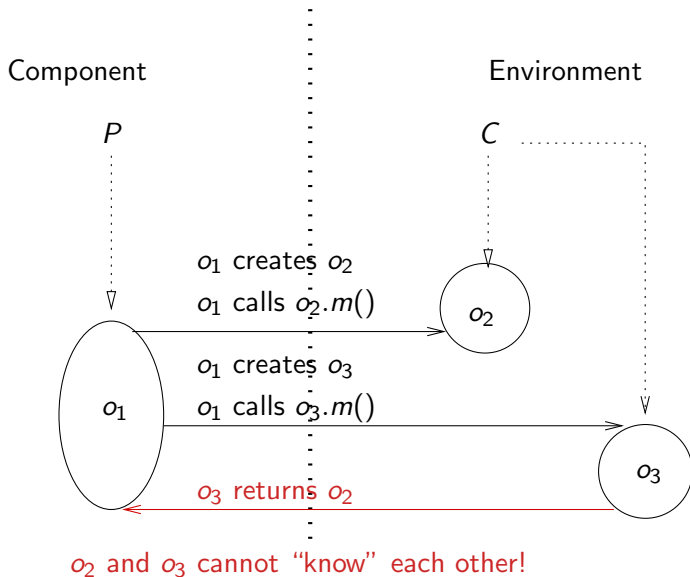 Component
Environment
P
C
o₁ creates o₂
o₁ calls o₂.m()
o₂
o₁ creates o₃
o₁ calls o₃.m()
o₁
o₃
o₃ returns o₂
o₂ and o₃ cannot “know” each other!